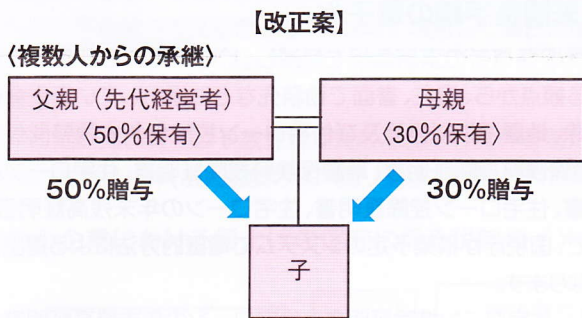 【改正案】
〈複数人からの承継〉
父親（先代経営者）
〈50%保有〉
母親
〈30%保有〉
50%贈与
30%贈与
子